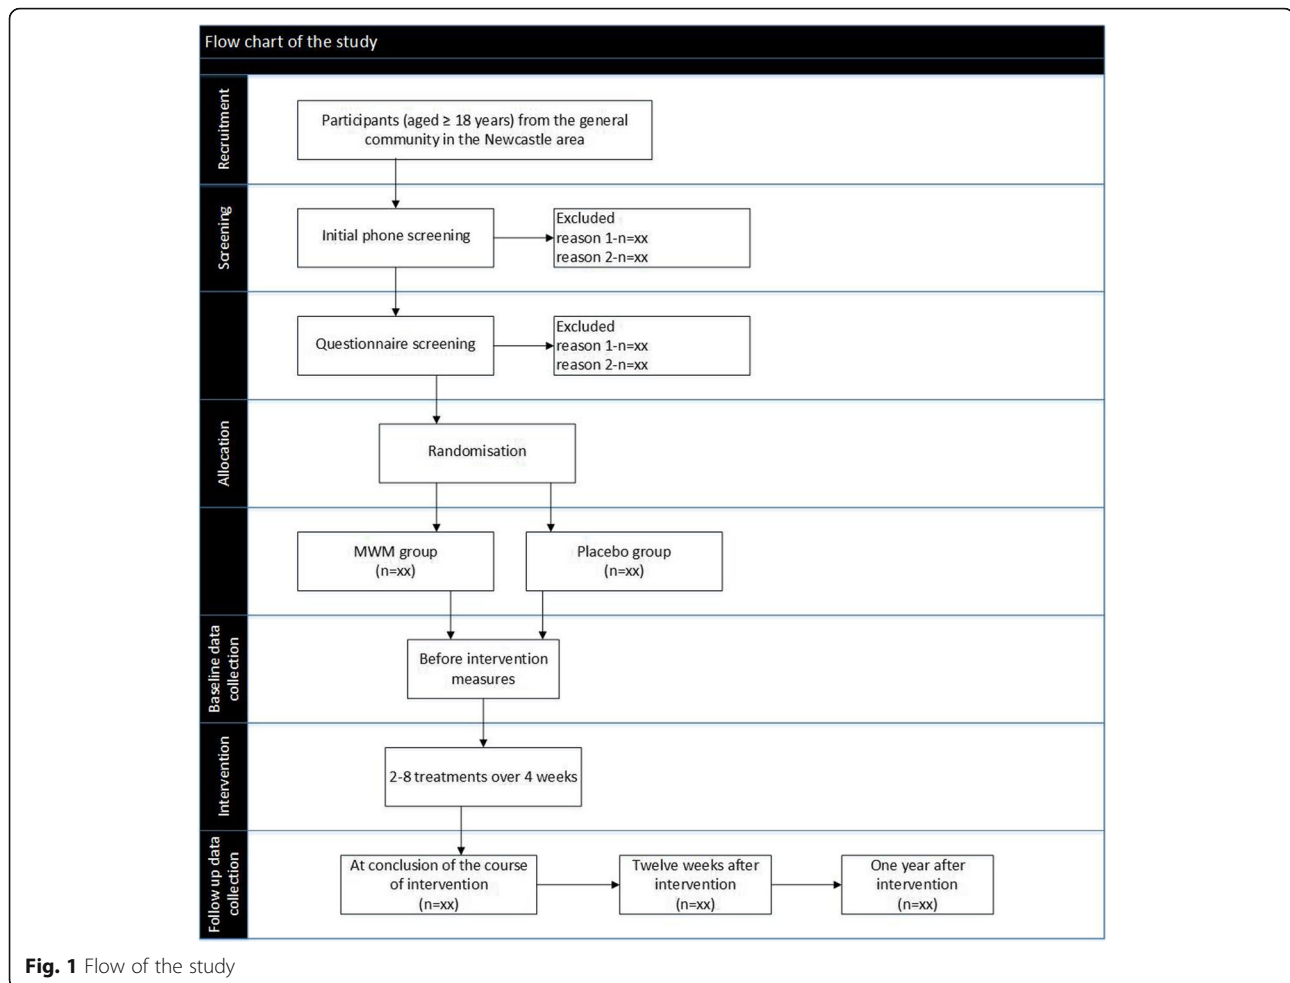 Flow chart of the study
Recruitment
Participants (aged ≥ 18 years) from the general
community in the Newcastle area
Screening
Initial phone screening
Excluded
reason 1-n=xx
reason 2-n=xx
Questionnaire screening
Excluded
reason 1-n=xx
reason 2-n=xx
Allocation
Randomisation
MWM group
(n=xx)
Placebo group
(n=xx)
Baseline data
collection
Before intervention
measures
Intervention
2-8 treatments over 4 weeks
Follow up data
collection
At conclusion of the course
of intervention
(n=xx)
Twelve weeks after
intervention
(n=xx)
One year after
intervention
(n=xx)
Fig. 1 Flow of the study